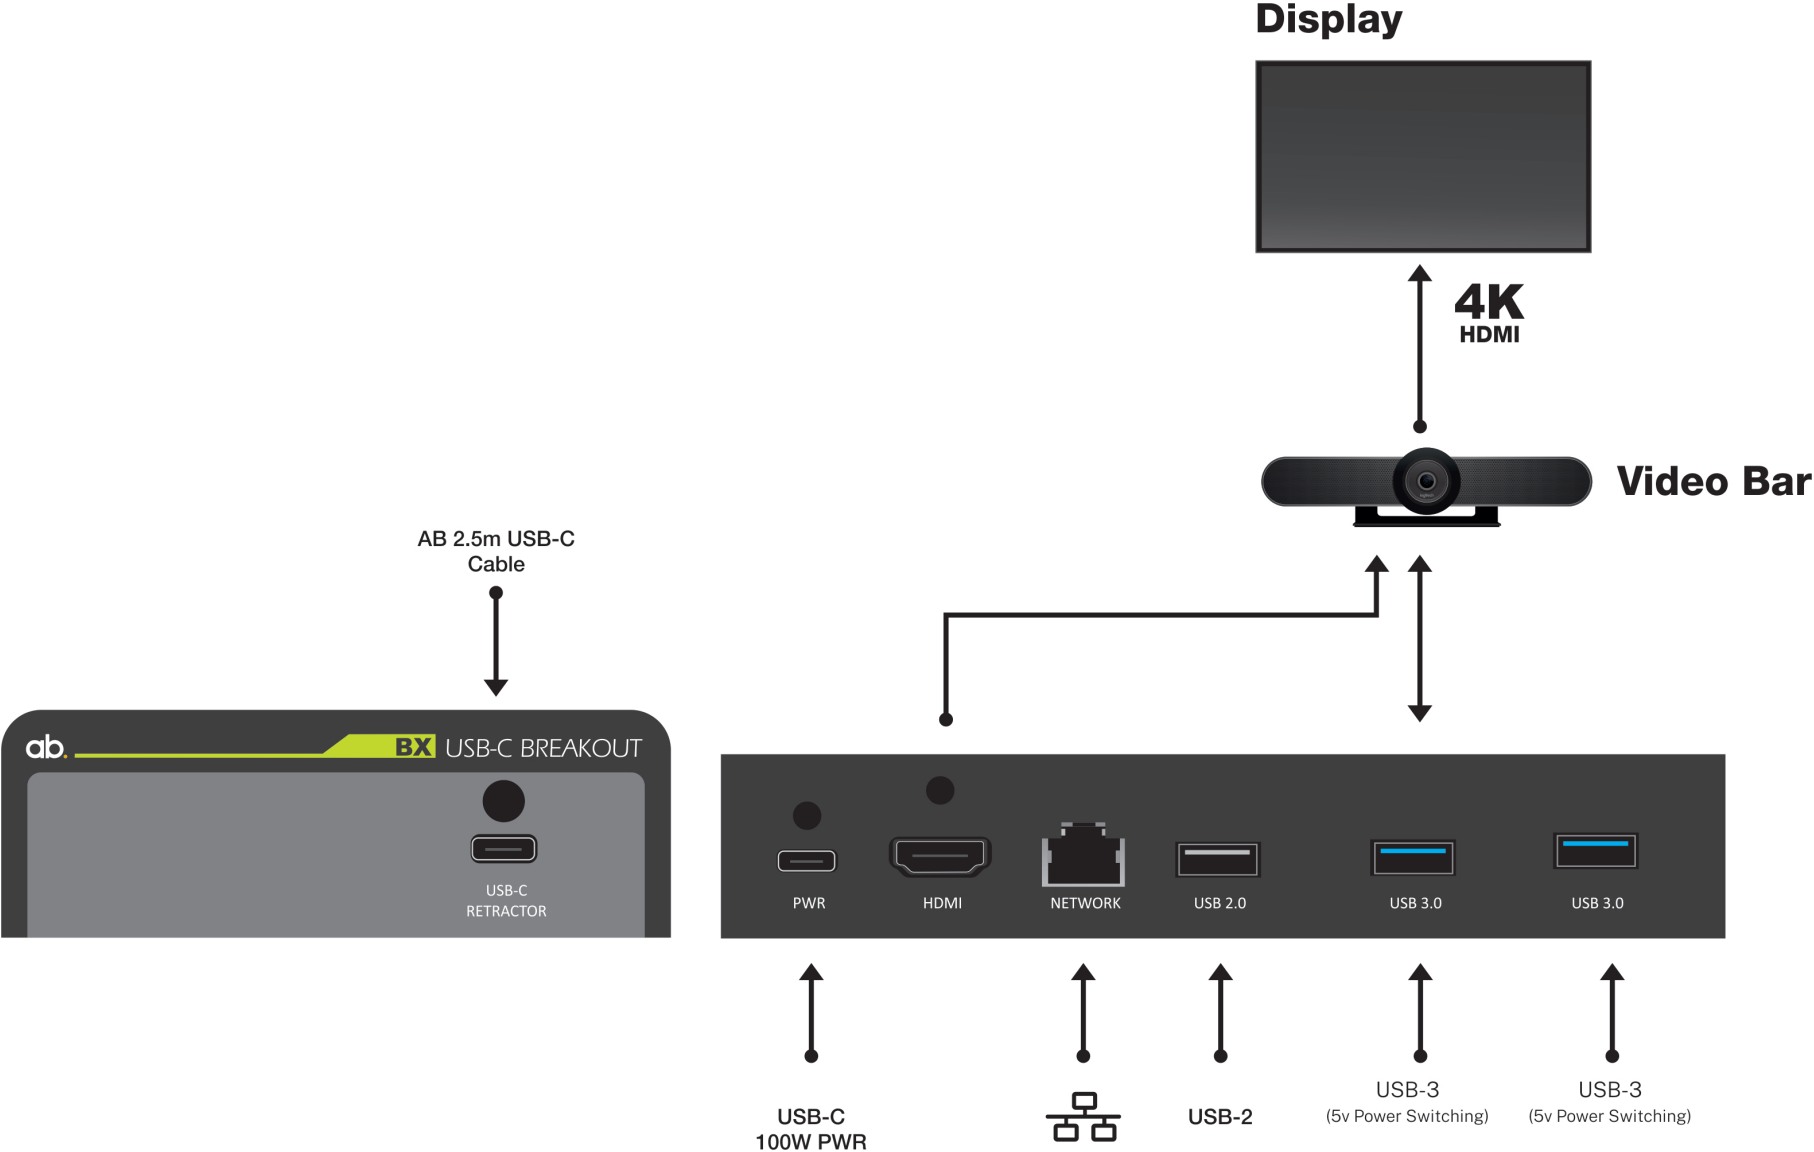 Display
4K
HDMI
Video Bar
AB 2.5m USB-C
Cable
ab.
BX USB-C BREAKOUT
USB-C
RETRACTOR
PWR
HDMI
NETWORK
USB 2.0
USB 3.0
USB 3.0
USB-C
100W PWR
USB-2
USB-3
(5v Power Switching)
USB-3
(5v Power Switching)